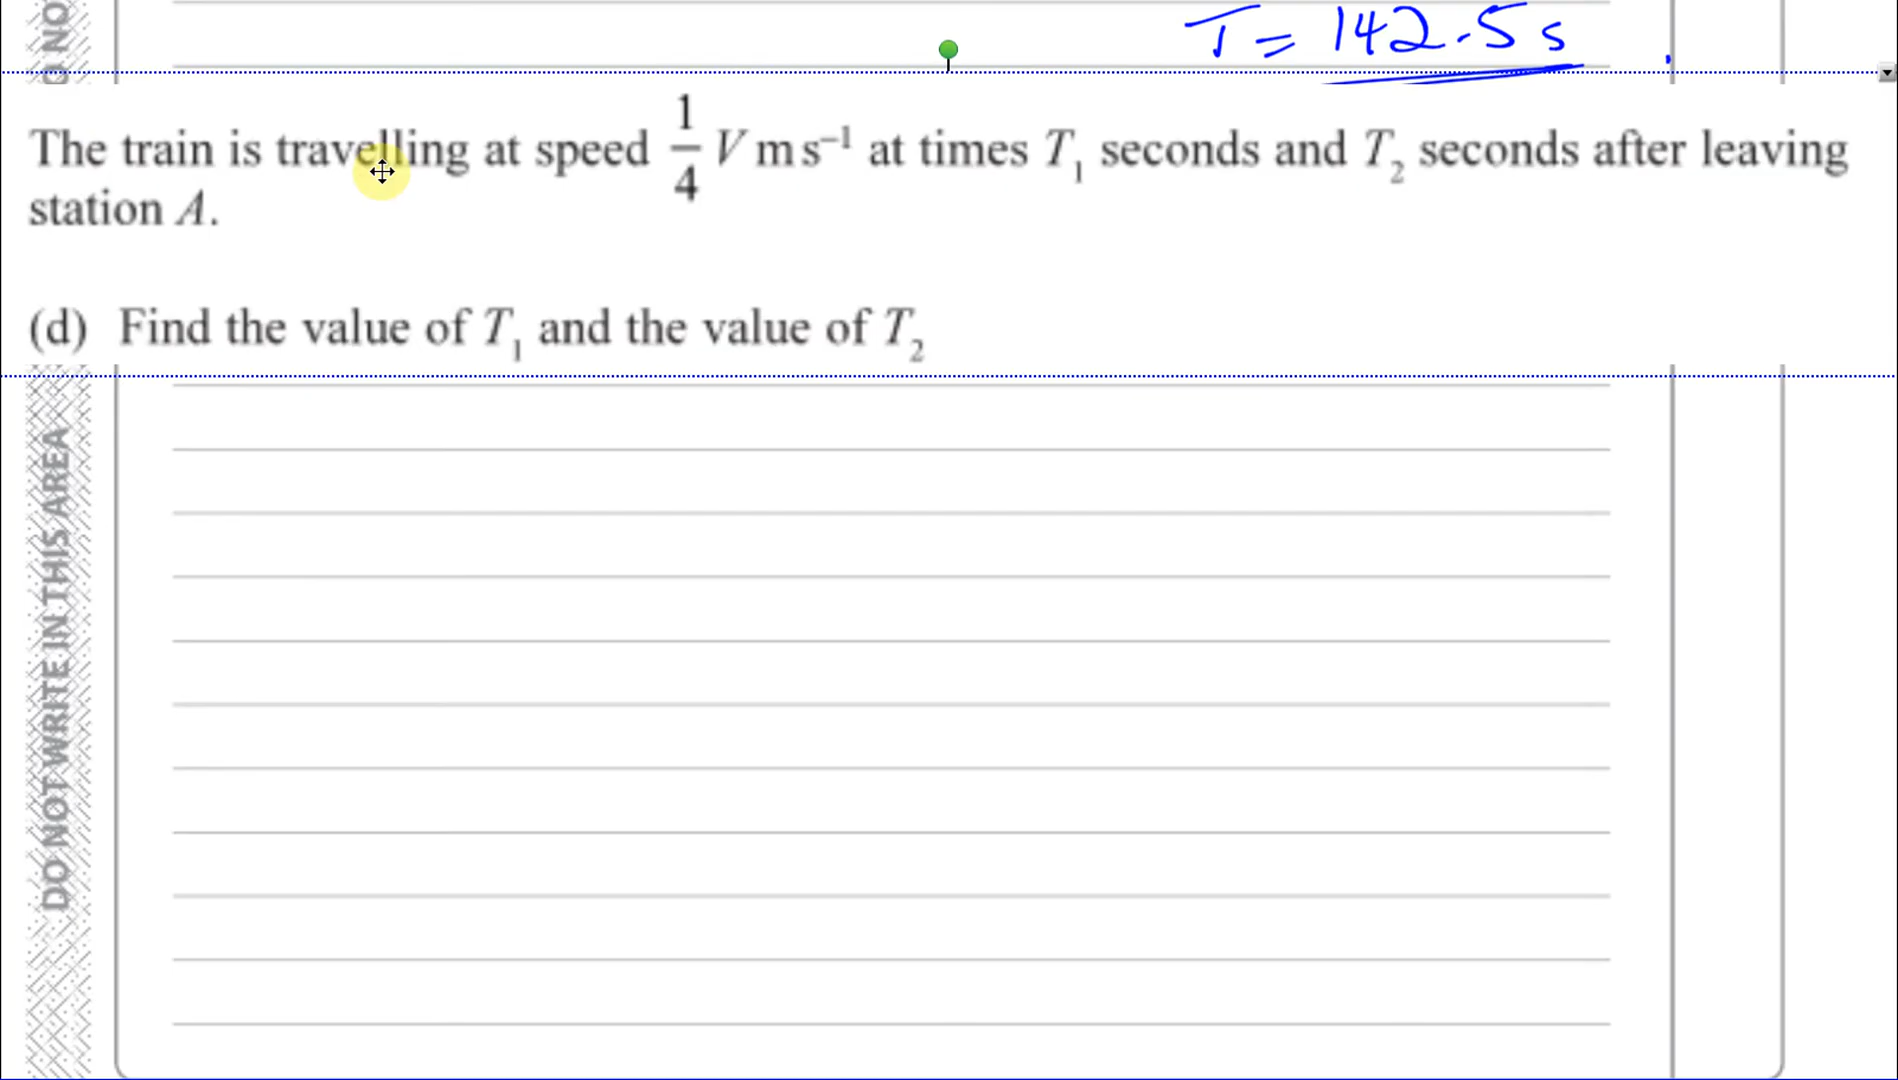 O NO
T = 142.5 s
The train is travelling at speed 1/4 V m s⁻¹ at times T₁ seconds and T₂ seconds after leaving
station A.
(d) Find the value of T₁ and the value of T₂
DO NOT WRITE IN THIS AREA